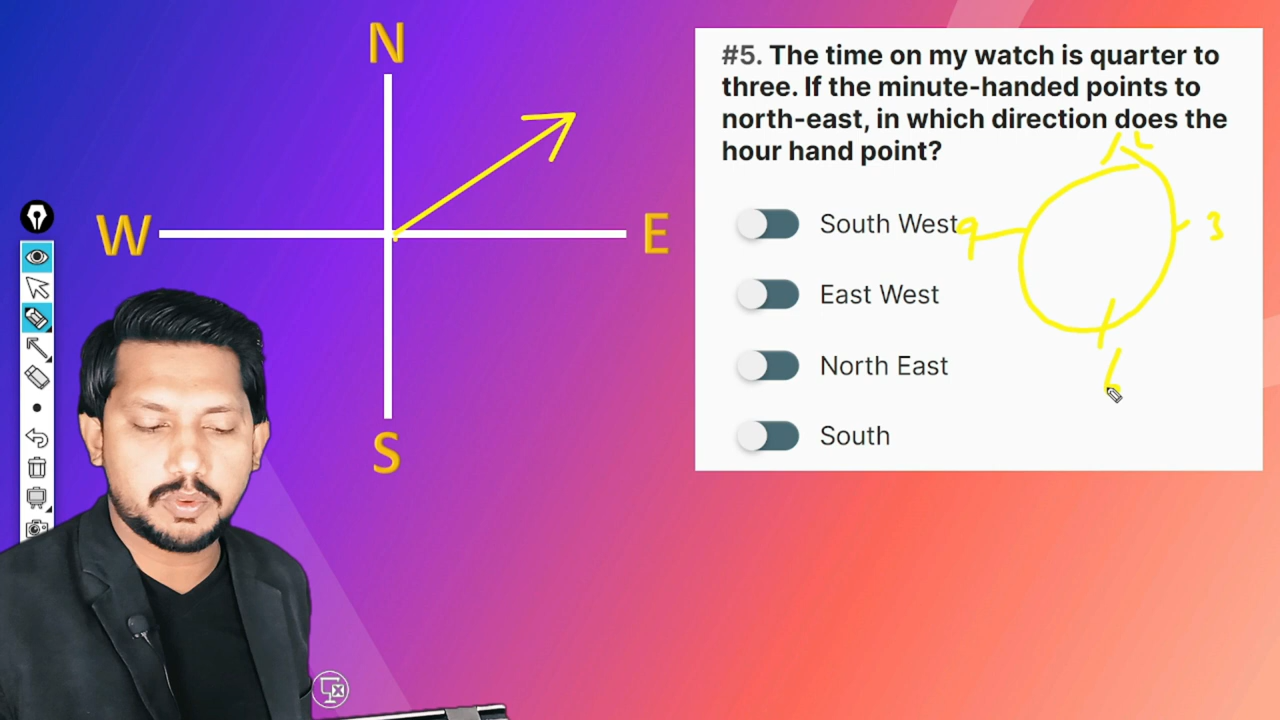 N
W
E
S
#5. The time on my watch is quarter to
three. If the minute-handed points to
north-east, in which direction does the
hour hand point?
12
South West
9
3
East West
North East
6
South